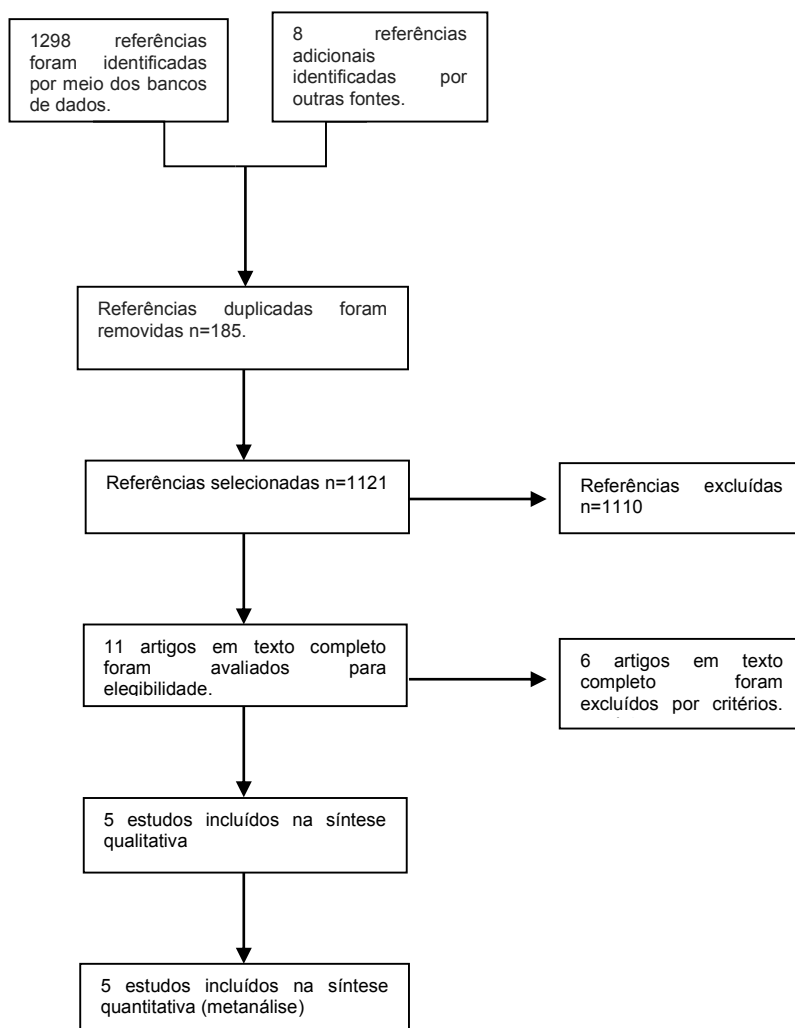 1298 referências
foram identificadas
por meio dos bancos
de dados.
8 referências
adicionais
identificadas por
outras fontes.
Referências duplicadas foram
removidas n=185.
Referências selecionadas n=1121
Referências excluídas
n=1110
11 artigos em texto completo
foram avaliados para
elegibilidade.
6 artigos em texto
completo foram
excluídos por critérios.
5 estudos incluídos na síntese
qualitativa
5 estudos incluídos na síntese
quantitativa (metanálise)